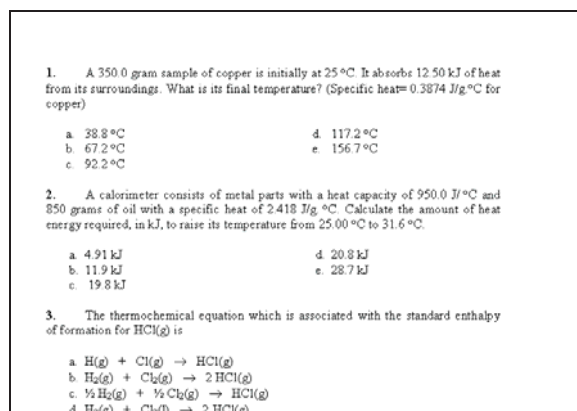 1. A 350.0 gram sample of copper is initially at 25 °C. It absorbs 12.50 kJ of heat
from its surroundings. What is its final temperature? (Specific heat= 0.3874 J/g.°C for
copper)
a. 38.8 °C d. 117.2 °C
b. 67.2 °C e. 156.7 °C
c. 92.2 °C
2. A calorimeter consists of metal parts with a heat capacity of 950.0 J/ °C and
850 grams of oil with a specific heat of 2.418 J/g. °C. Calculate the amount of heat
energy required, in kJ, to raise its temperature from 25.00 °C to 31.6 °C.
a. 4.91 kJ d. 20.8 kJ
b. 11.9 kJ e. 28.7 kJ
c. 19.8 kJ
3. The thermochemical equation which is associated with the standard enthalpy
of formation for HCl(g) is
a. H(g) + Cl(g) → HCl(g)
b. H₂(g) + Cl₂(g) → 2 HCl(g)
c. ½ H₂(g) + ½ Cl₂(g) → HCl(g)
d. H₂(g) + Cl₂(l) → 2 HCl(g)